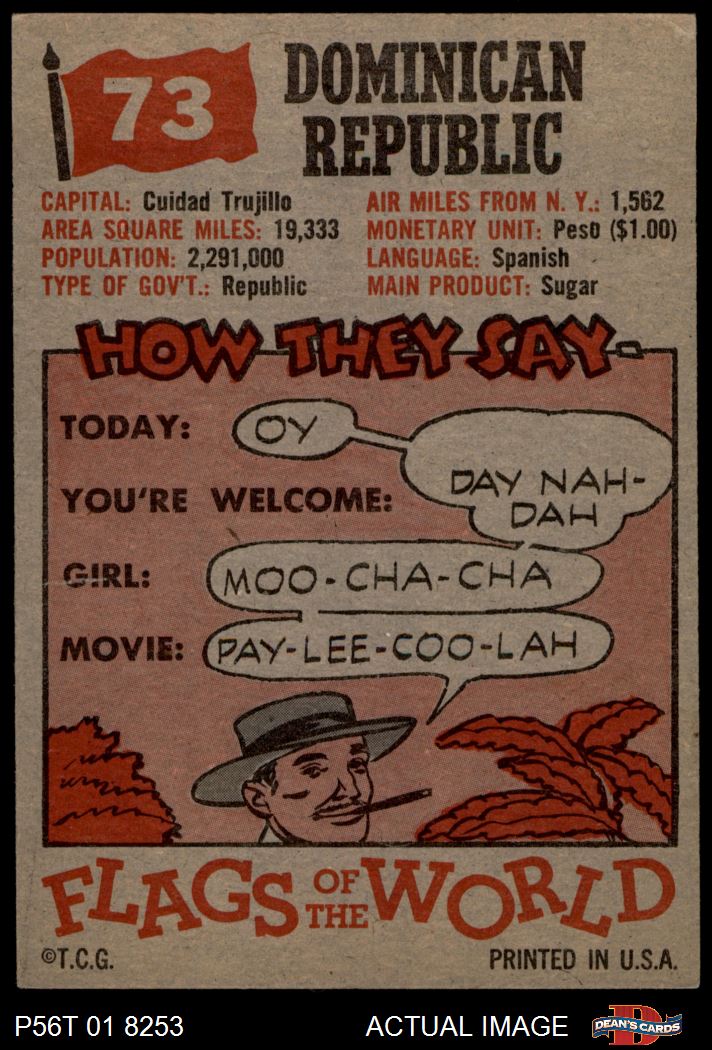 73
DOMINICAN
REPUBLIC
CAPITAL: Cuidad Trujillo
AREA SQUARE MILES: 19,333
POPULATION: 2,291,000
TYPE OF GOV'T.: Republic
AIR MILES FROM N. Y.: 1,562
MONETARY UNIT: Peso ($1.00)
LANGUAGE: Spanish
MAIN PRODUCT: Sugar
HOW THEY SAY-
TODAY: OY
YOU'RE WELCOME: DAY NAH-
DAH
GIRL: MOO-CHA-CHA
MOVIE: PAY-LEE-COO-LAH
FLAGS OF THE WORLD
©T.C.G.
PRINTED IN U.S.A.
P56T 01 8253
ACTUAL IMAGE
D
DEAN'S CARDS